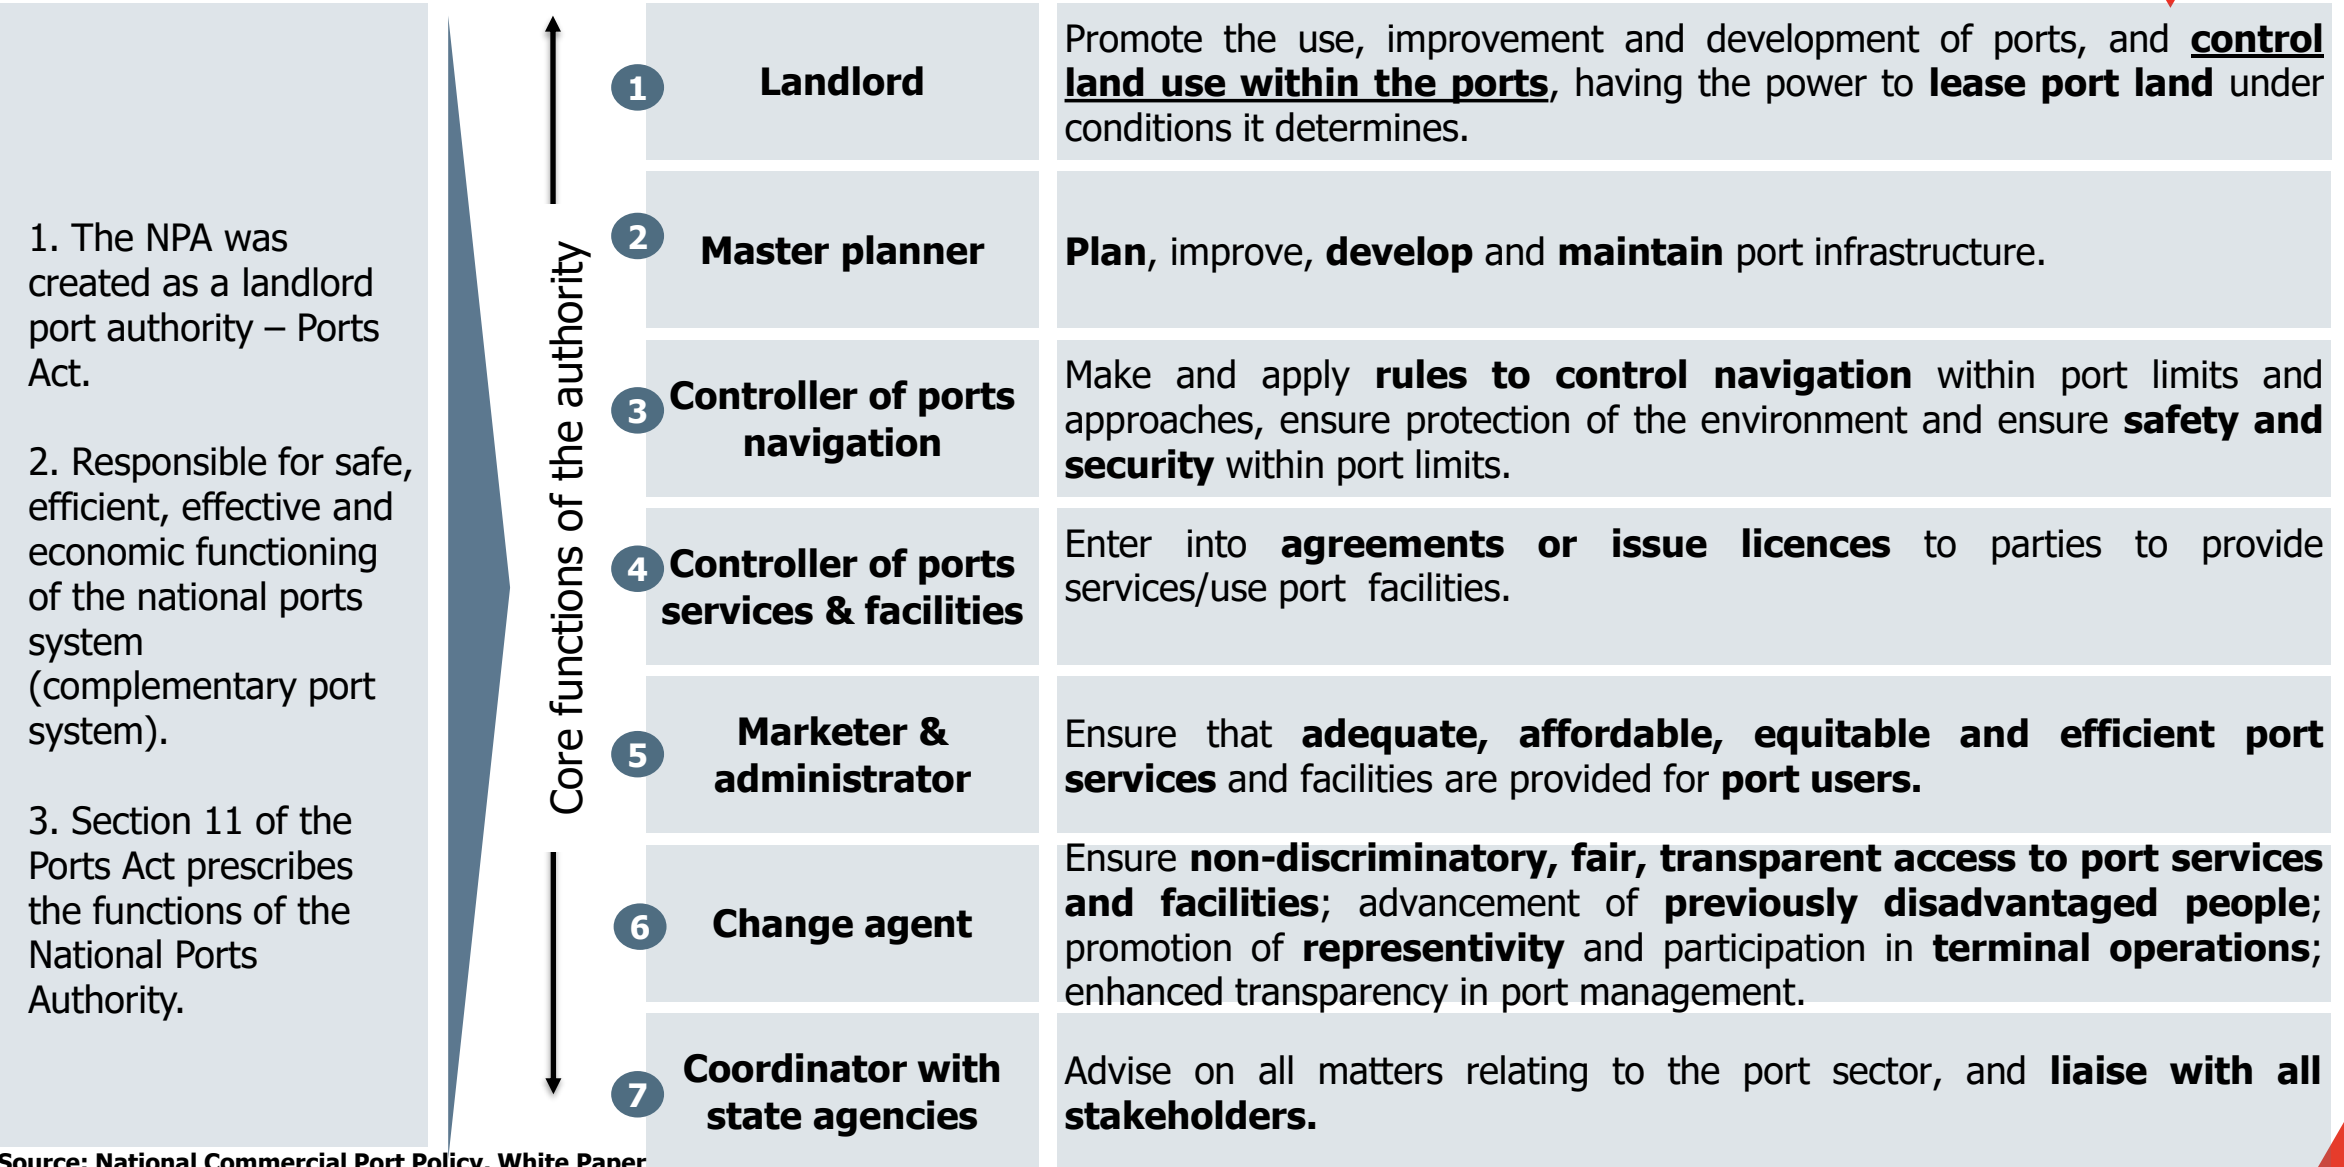 1. The NPA was
created as a landlord
port authority – Ports
Act.
2. Responsible for safe,
efficient, effective and
economic functioning
of the national ports
system
(complementary port
system).
3. Section 11 of the
Ports Act prescribes
the functions of the
National Ports
Authority.
Core functions of the authority
1
Landlord
Promote the use, improvement and development of ports, and control
land use within the ports, having the power to lease port land under
conditions it determines.
2
Master planner
Plan, improve, develop and maintain port infrastructure.
3
Controller of ports
navigation
Make and apply rules to control navigation within port limits and
approaches, ensure protection of the environment and ensure safety and
security within port limits.
4
Controller of ports
services & facilities
Enter into agreements or issue licences to parties to provide
services/use port facilities.
5
Marketer &
administrator
Ensure that adequate, affordable, equitable and efficient port
services and facilities are provided for port users.
6
Change agent
Ensure non-discriminatory, fair, transparent access to port services
and facilities; advancement of previously disadvantaged people;
promotion of representivity and participation in terminal operations;
enhanced transparency in port management.
7
Coordinator with
state agencies
Advise on all matters relating to the port sector, and liaise with all
stakeholders.
Source: National Commercial Port Policy, White Paper